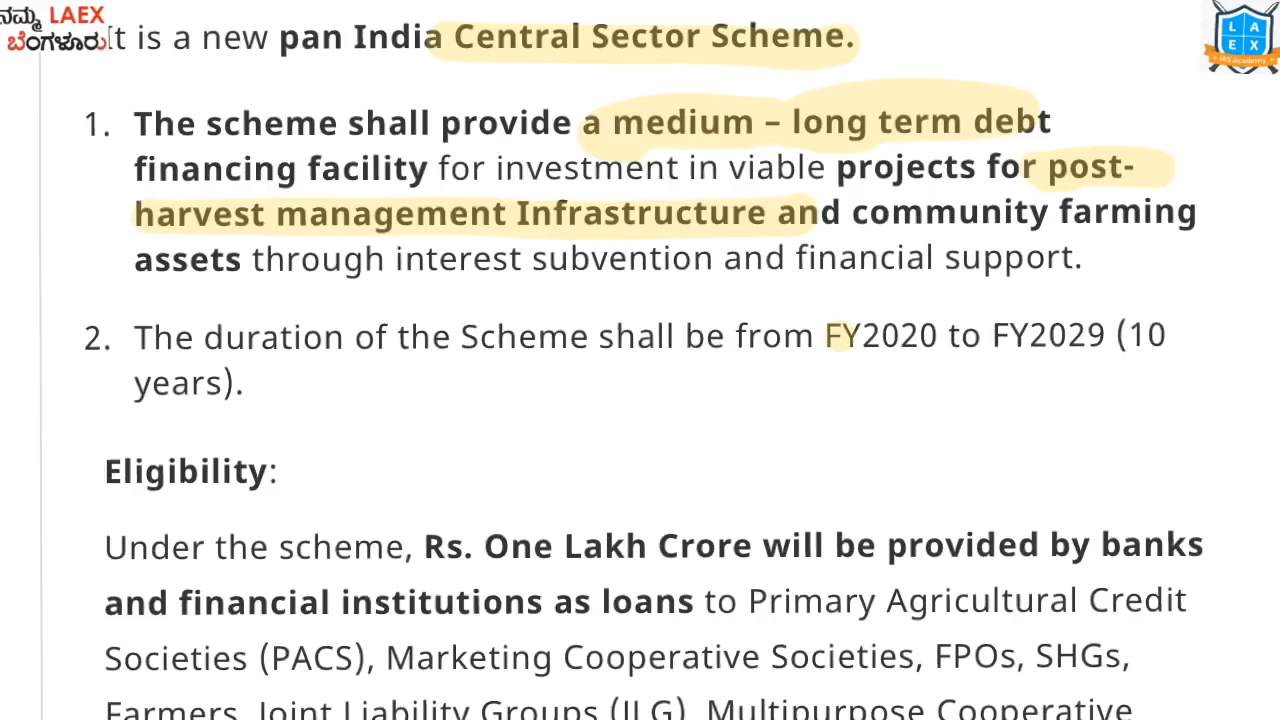 ನಮ್ಮ LAEX
ಬೆಂಗಳೂರು
It is a new pan India Central Sector Scheme.
L A
E X
IAS Academy
1. The scheme shall provide a medium – long term debt
financing facility for investment in viable projects for post-
harvest management Infrastructure and community farming
assets through interest subvention and financial support.
2. The duration of the Scheme shall be from FY2020 to FY2029 (10
years).
Eligibility:
Under the scheme, Rs. One Lakh Crore will be provided by banks
and financial institutions as loans to Primary Agricultural Credit
Societies (PACS), Marketing Cooperative Societies, FPOs, SHGs,
Farmers, Joint Liability Groups (JLG), Multipurpose Cooperative